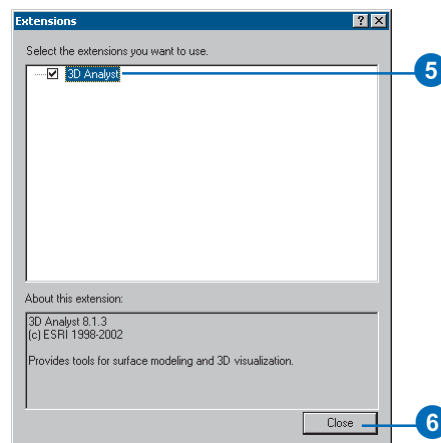 Extensions
Select the extensions you want to use.
3D Analyst
5
About this extension:
3D Analyst 8.1.3
(c) ESRI 1998-2002
Provides tools for surface modeling and 3D visualization.
Close
6